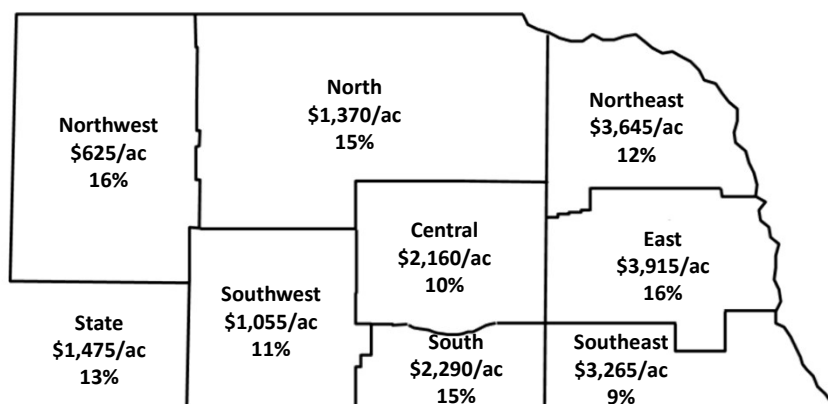 North
$1,370/ac
15%
Northeast
$3,645/ac
12%
Northwest
$625/ac
16%
Central
$2,160/ac
10%
East
$3,915/ac
16%
Southwest
$1,055/ac
11%
State
$1,475/ac
13%
South
$2,290/ac
15%
Southeast
$3,265/ac
9%